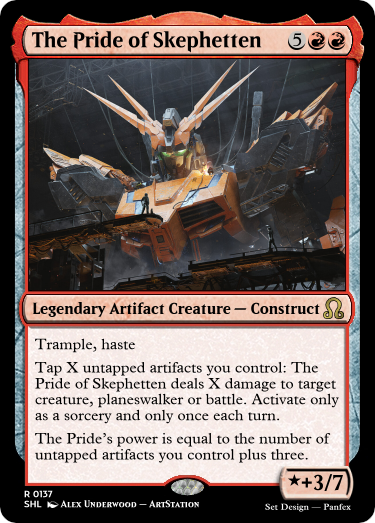 The Pride of Skephetten 5
Legendary Artifact Creature — Construct
Trample, haste
Tap X untapped artifacts you control: The
Pride of Skephetten deals X damage to target
creature, planeswalker or battle. Activate only
as a sorcery and only once each turn.
The Pride's power is equal to the number of
untapped artifacts you control plus three.
★+3/7
R 0137
SHL Alex Underwood — ArtStation
Set Design — Panfex